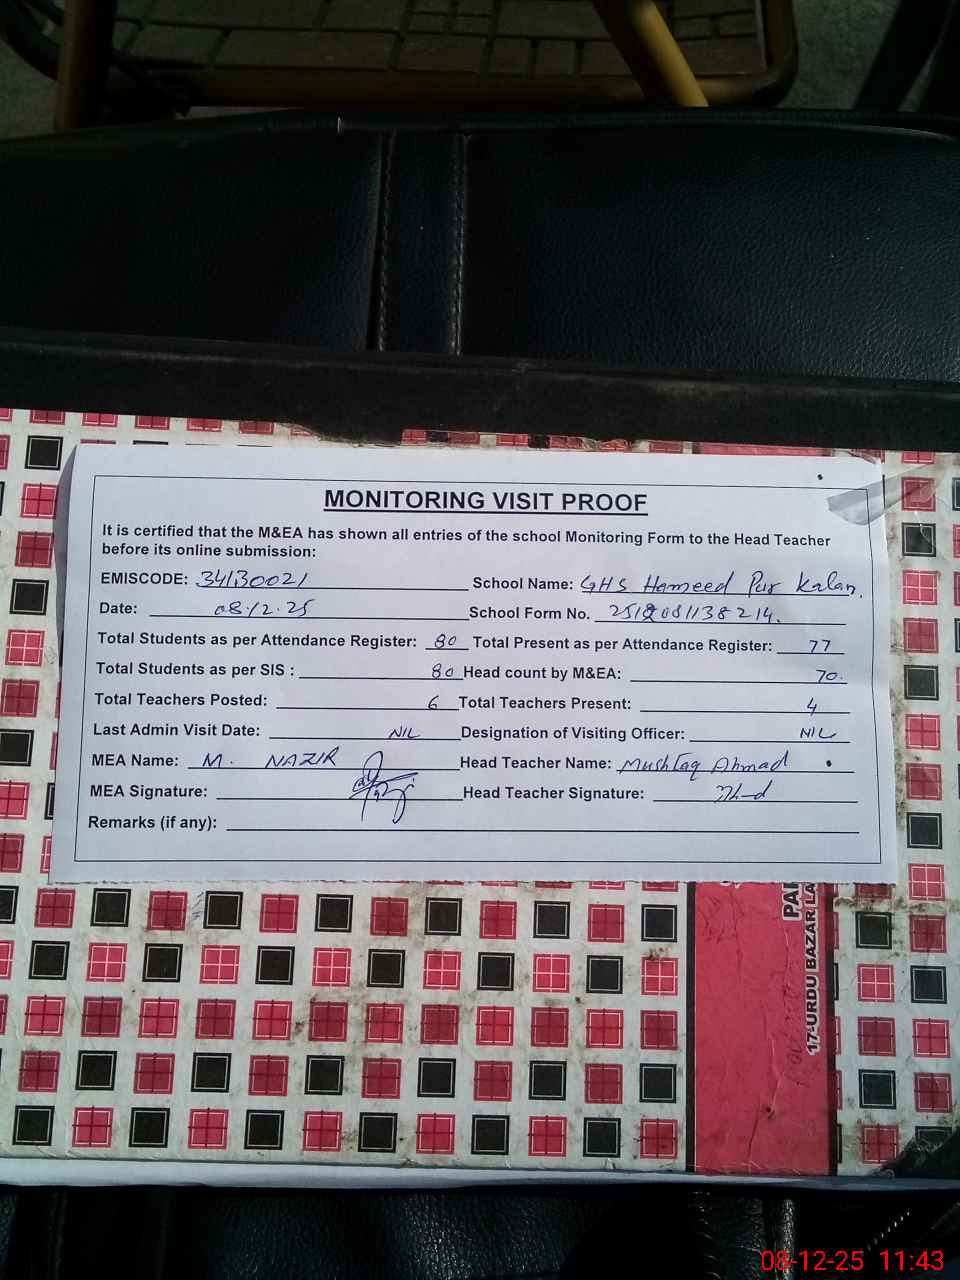 MONITORING VISIT PROOF
It is certified that the M&EA has shown all entries of the school Monitoring Form to the Head Teacher
before its online submission:
EMISCODE: 34130021 School Name: GHS Hameed Pur Kalan.
Date: 08.12.25 School Form No. 2512081138214.
Total Students as per Attendance Register: 80 Total Present as per Attendance Register: 77
Total Students as per SIS : 80 Head count by M&EA: 70.
Total Teachers Posted: 6 Total Teachers Present: 4
Last Admin Visit Date: NIL Designation of Visiting Officer: NIL
MEA Name: M. NAZIR Head Teacher Name: Mushtaq Ahmad
MEA Signature: Head Teacher Signature:
Remarks (if any):
17-URDU BAZAR LA
08-12-25 11:43